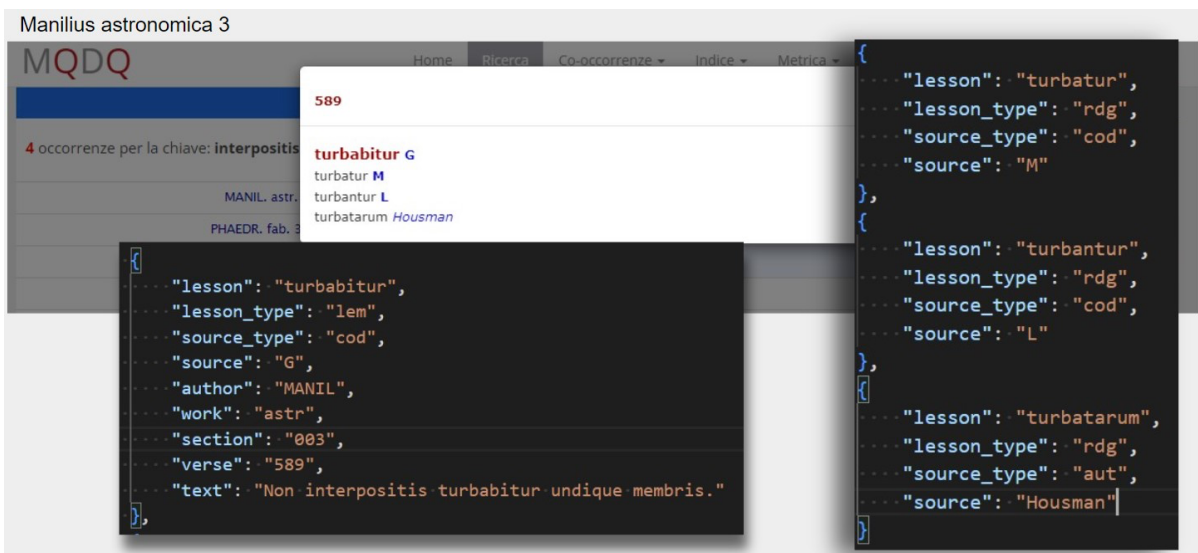 Manilius astronomica 3
MQDQ
Home Ricerca Co-occorrenze Indice Metrica
589
4 occorrenze per la chiave: interpositis
turbabitur G
turbatur M
MANIL. astr.
turbantur L
PHAEDR. fab. 3
turbatarum Housman
{
"lesson": "turbabitur",
"lesson_type": "lem",
"source_type": "cod",
"source": "G",
"author": "MANIL",
"work": "astr",
"section": "003",
"verse": "589",
"text": "Non interpositis turbabitur undique membris."
},
{
"lesson": "turbatur",
"lesson_type": "rdg",
"source_type": "cod",
"source": "M"
},
{
"lesson": "turbantur",
"lesson_type": "rdg",
"source_type": "cod",
"source": "L"
},
{
"lesson": "turbatarum",
"lesson_type": "rdg",
"source_type": "aut",
"source": "Housman"
}